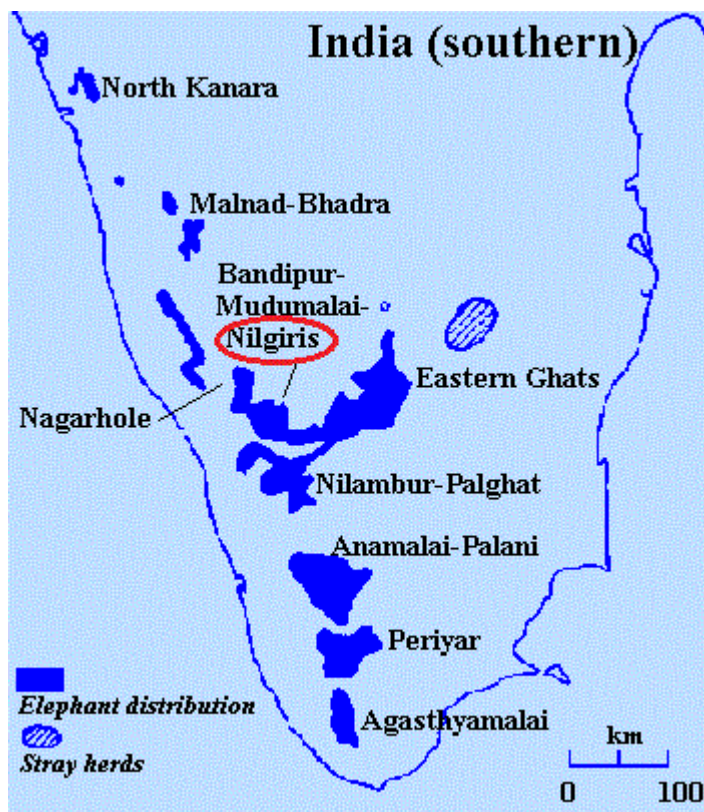 India (southern)
North Kanara
Malnad-Bhadra
Bandipur-
Mudumalai-
Nilgiris
Eastern Ghats
Nagarhole
Nilambur-Palghat
Anamalai-Palani
Periyar
Elephant distribution
Agasthyamalai
Stray herds
km
0 100